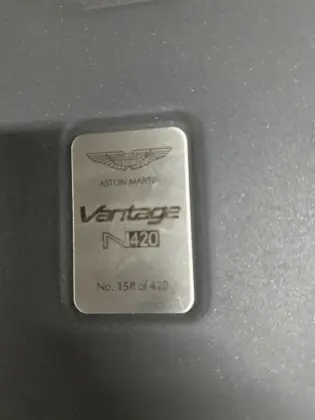 ASTON MARTIN
Vantage
N420
No. of 420